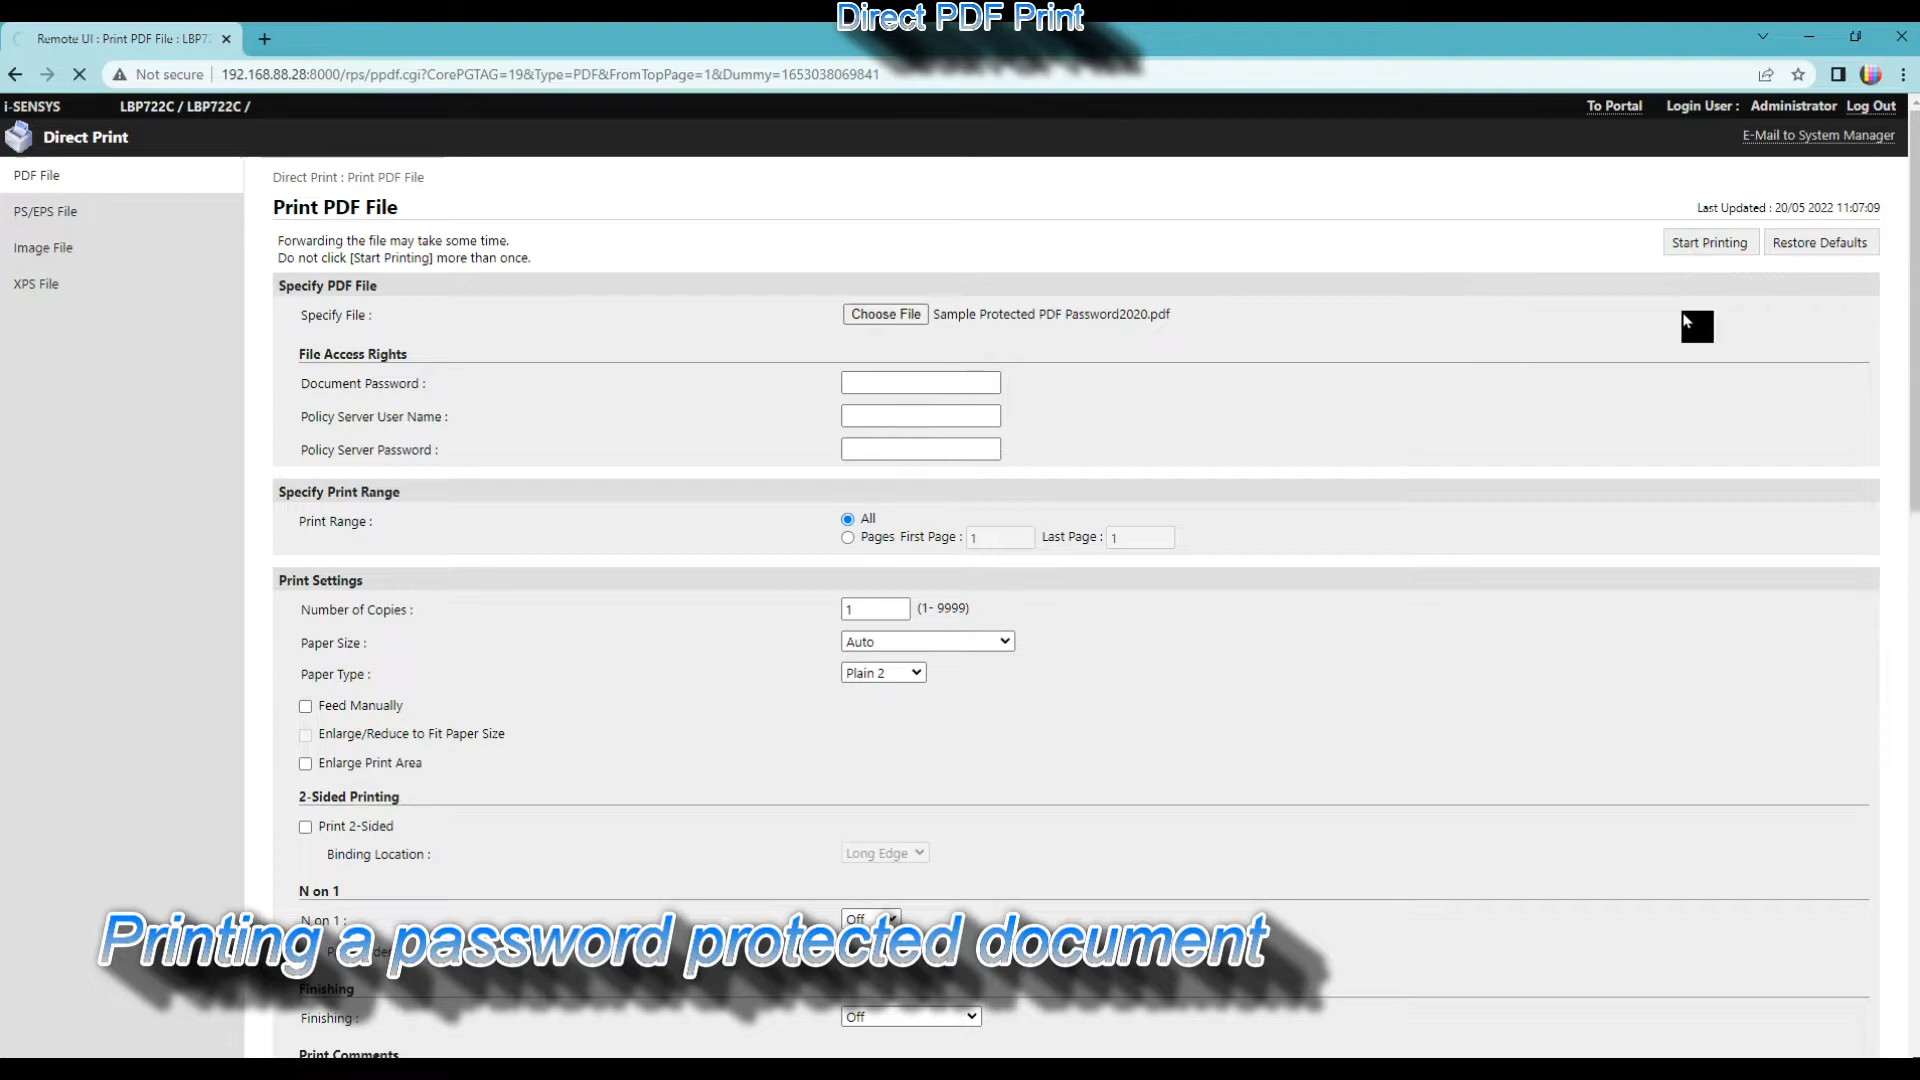 Direct PDF Print
Remote UI : Print PDF File : LBP72
Not secure 192.168.88.28:8000/rps/ppdf.cgi?CorePGTAG=19&Type=PDF&FromTopPage=1&Dummy=1653038069841
i-SENSYS LBP722C / LBP722C / To Portal Login User : Administrator Log Out
Direct Print E-Mail to System Manager
PDF File
PS/EPS File
Image File
XPS File
Direct Print : Print PDF File
Print PDF File Last Updated : 20/05 2022 11:07:09
Forwarding the file may take some time.
Do not click [Start Printing] more than once.
Start Printing Restore Defaults
Specify PDF File
Specify File : Choose File Sample Protected PDF Password2020.pdf
File Access Rights
Document Password :
Policy Server User Name :
Policy Server Password :
Specify Print Range
Print Range : All
Pages First Page : 1 Last Page : 1
Print Settings
Number of Copies : 1 (1- 9999)
Paper Size : Auto
Paper Type : Plain 2
Feed Manually
Enlarge/Reduce to Fit Paper Size
Enlarge Print Area
2-Sided Printing
Print 2-Sided
Binding Location : Long Edge
N on 1
N on 1 : Off
Printing a password protected document
Finishing
Finishing : Off
Print Comments